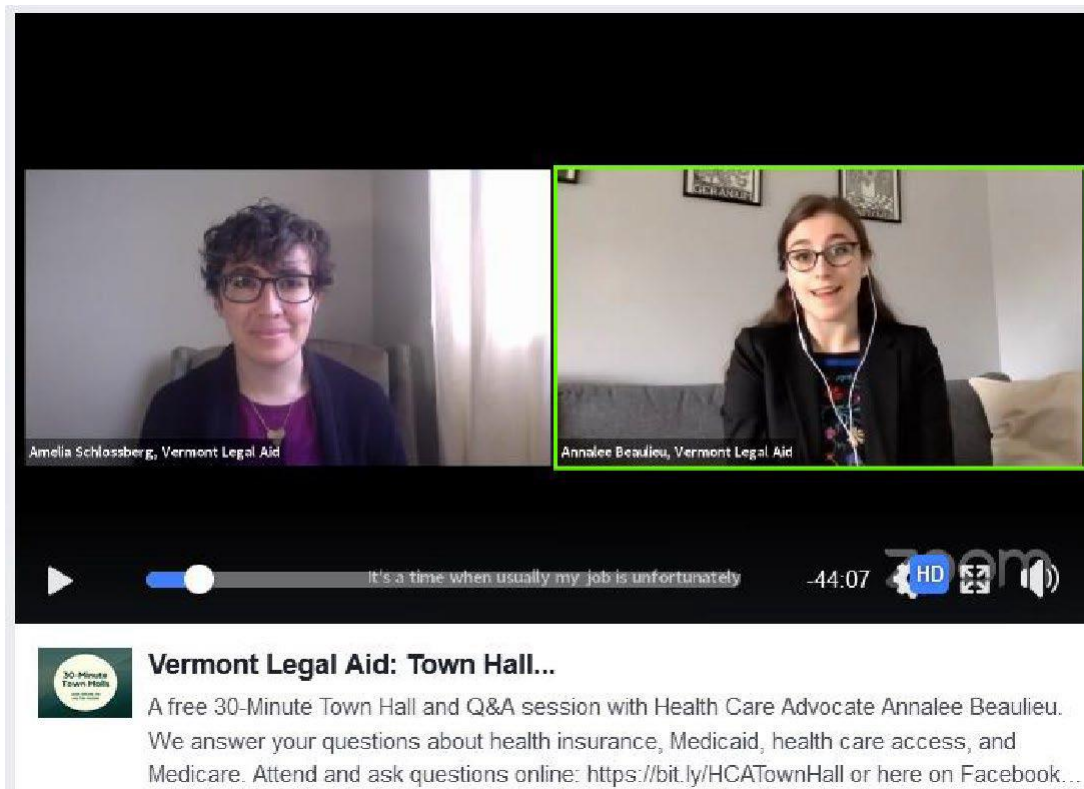 GERANIUM
Amelia Schlossberg, Vermont Legal Aid
Annalee Beaulieu, Vermont Legal Aid
It's a time when usually my job is unfortunately
-44:07
HD
zoom
30-Minute
Town Halls
Vermont Legal Aid: Town Hall...
A free 30-Minute Town Hall and Q&A session with Health Care Advocate Annalee Beaulieu.
We answer your questions about health insurance, Medicaid, health care access, and
Medicare. Attend and ask questions online: https://bit.ly/HCATownHall or here on Facebook...